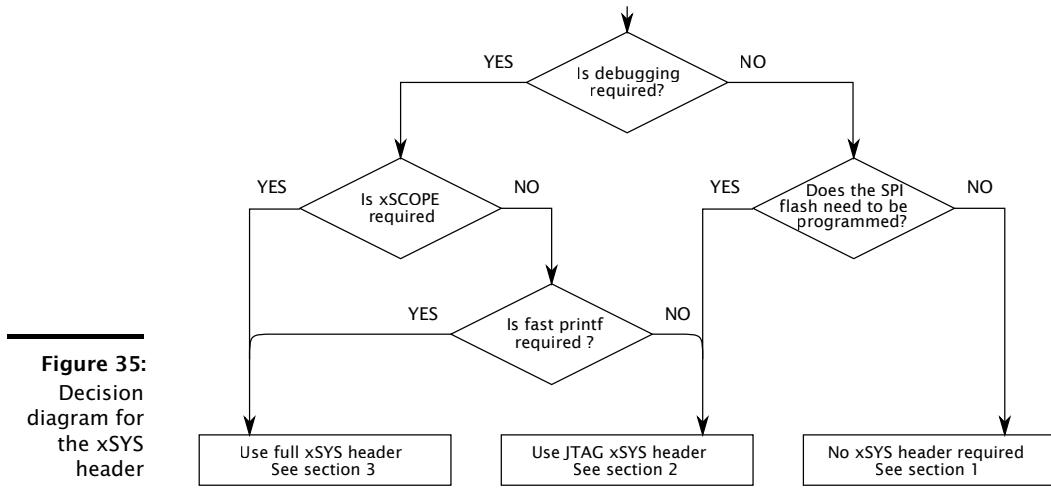 Is debugging
required?
YES
NO
Is xSCOPE
required
YES
NO
Does the SPI
flash need to be
programmed?
YES
NO
Is fast printf
required ?
YES
NO
Use full xSYS header
See section 3
Use JTAG xSYS header
See section 2
No xSYS header required
See section 1
Figure 35:
Decision
diagram for
the xSYS
header